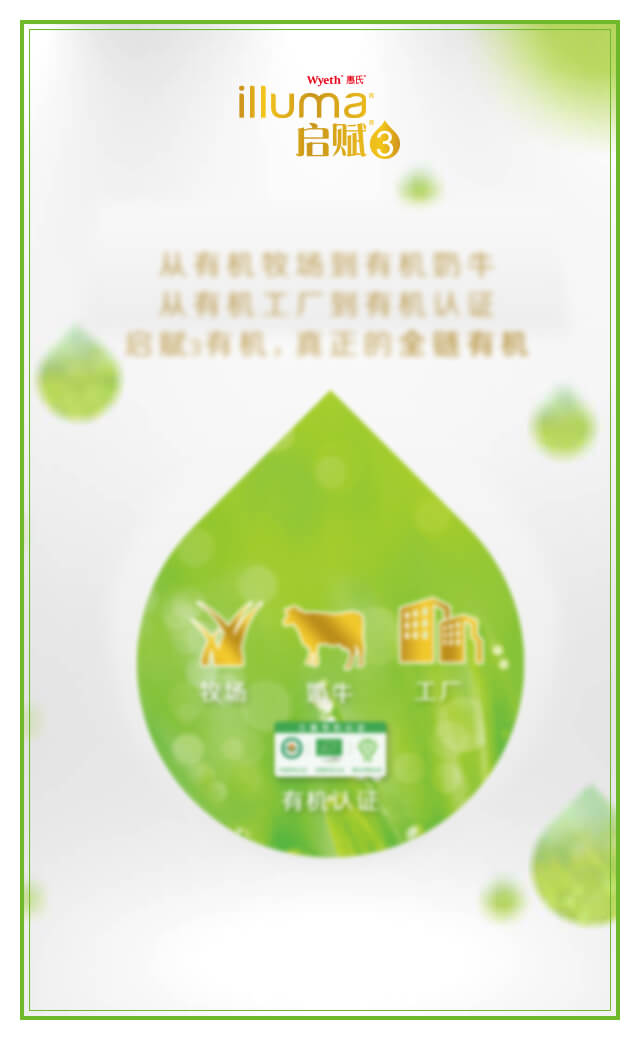 Wyeth® 惠氏®
illuma®
启赋®3
从有机牧场到有机奶牛
从有机工厂到有机认证
启赋3有机,真正的全链有机
牧场 奶牛 工厂
有机认证